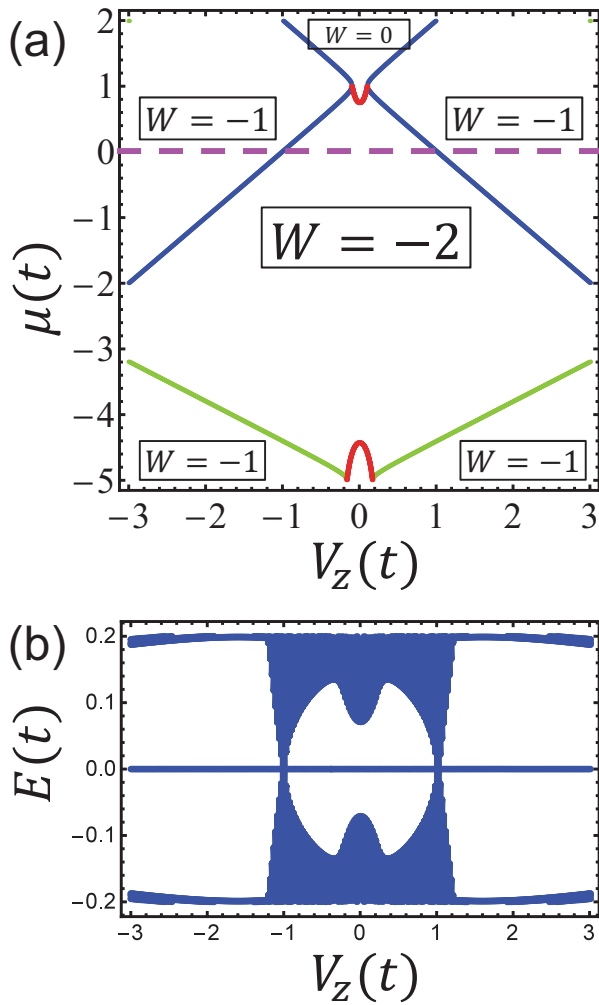 (a)
2
1
0
−1
−2
−3
−4
−5
μ(t)
W = 0
W = −1
W = −1
W = −2
W = −1
W = −1
−3 −2 −1 0 1 2 3
V_z(t)
(b)
0.2
0.1
0.0
−0.1
−0.2
E(t)
−3 −2 −1 0 1 2 3
V_z(t)